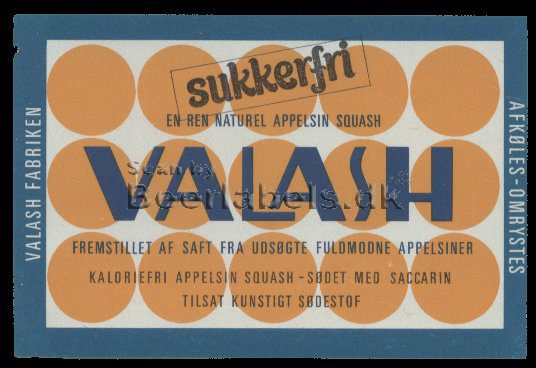 sukkerfri
EN REN NATUREL APPELSIN SQUASH
VALASH
Scan by
Beerlabels.dk
FREMSTILLET AF SAFT FRA UDSØGTE FULDMODNE APPELSINER
KALORIEFRI APPELSIN SQUASH - SØDET MED SACCARIN
TILSAT KUNSTIGT SØDESTOF
VALASH FABRIKEN
AFKØLES - OMRYSTES